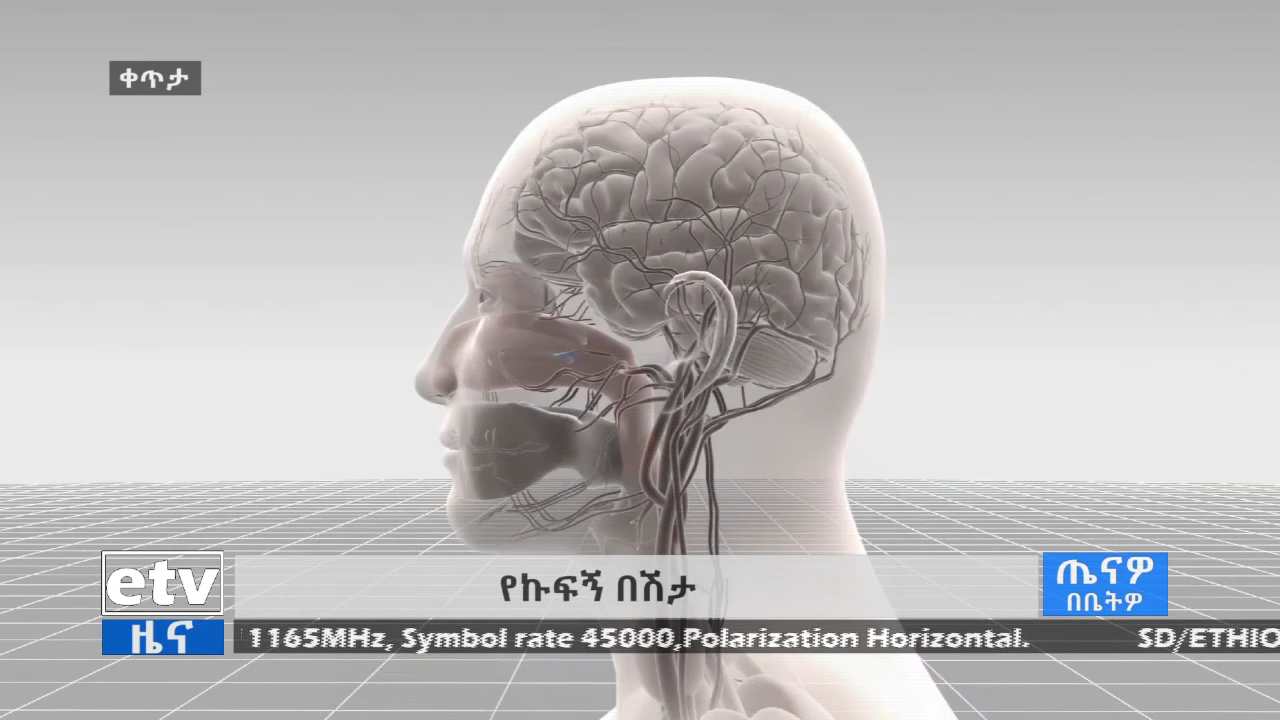 ቀጥታ
etv
የኩፍኝ በሽታ
ጤናዎ
በቤትዎ
ዜና
1165MHz, Symbol rate 45000,Polarization Horizontal. SD/ETHIO